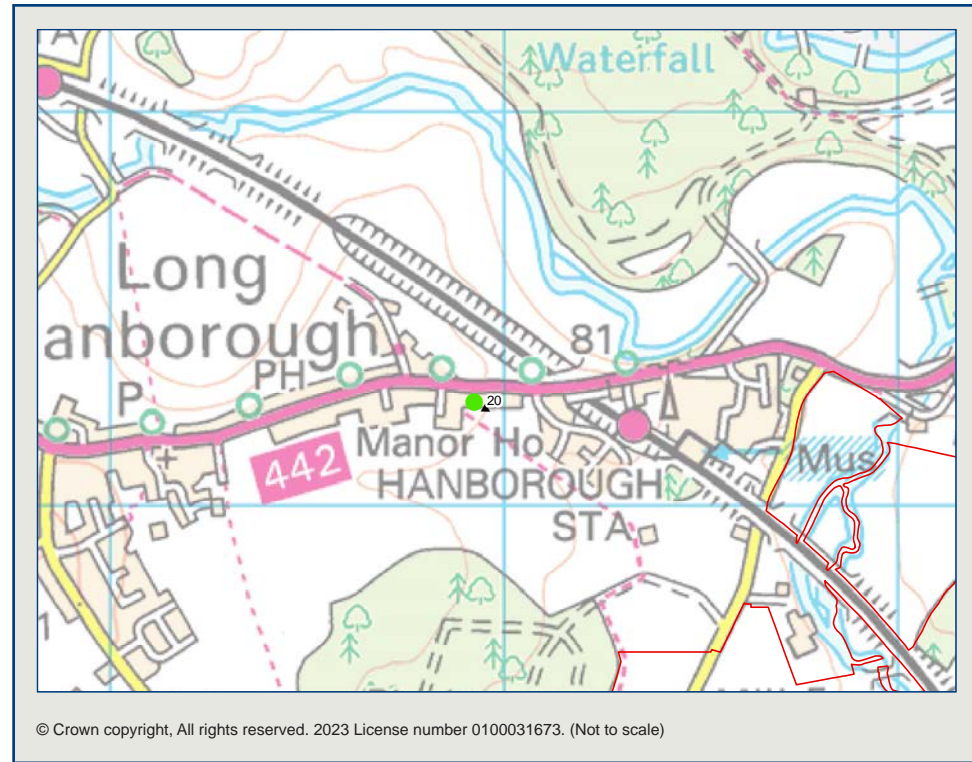 Waterfall
Long
anborough
81
PH
P
20
442
Manor Ho
Mus
HANBOROUGH
STA
© Crown copyright, All rights reserved. 2023 License number 0100031673. (Not to scale)